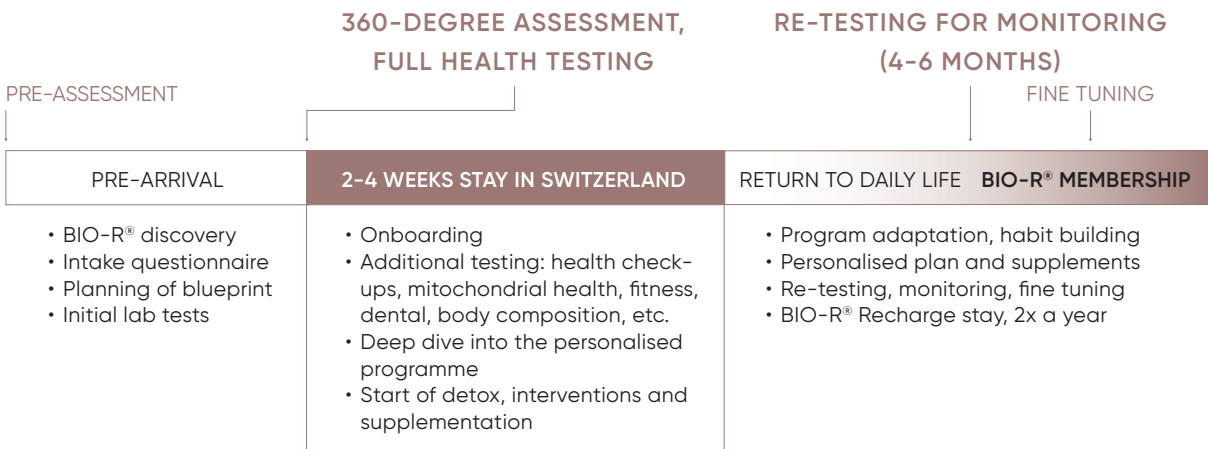 360-DEGREE ASSESSMENT,
FULL HEALTH TESTING
RE-TESTING FOR MONITORING
(4-6 MONTHS)
PRE-ASSESSMENT
FINE TUNING
PRE-ARRIVAL
2-4 WEEKS STAY IN SWITZERLAND
RETURN TO DAILY LIFE BIO-R® MEMBERSHIP
• BIO-R® discovery
• Intake questionnaire
• Planning of blueprint
• Initial lab tests
• Onboarding
• Additional testing: health check-
ups, mitochondrial health, fitness,
dental, body composition, etc.
• Deep dive into the personalised
programme
• Start of detox, interventions and
supplementation
• Program adaptation, habit building
• Personalised plan and supplements
• Re-testing, monitoring, fine tuning
• BIO-R® Recharge stay, 2x a year